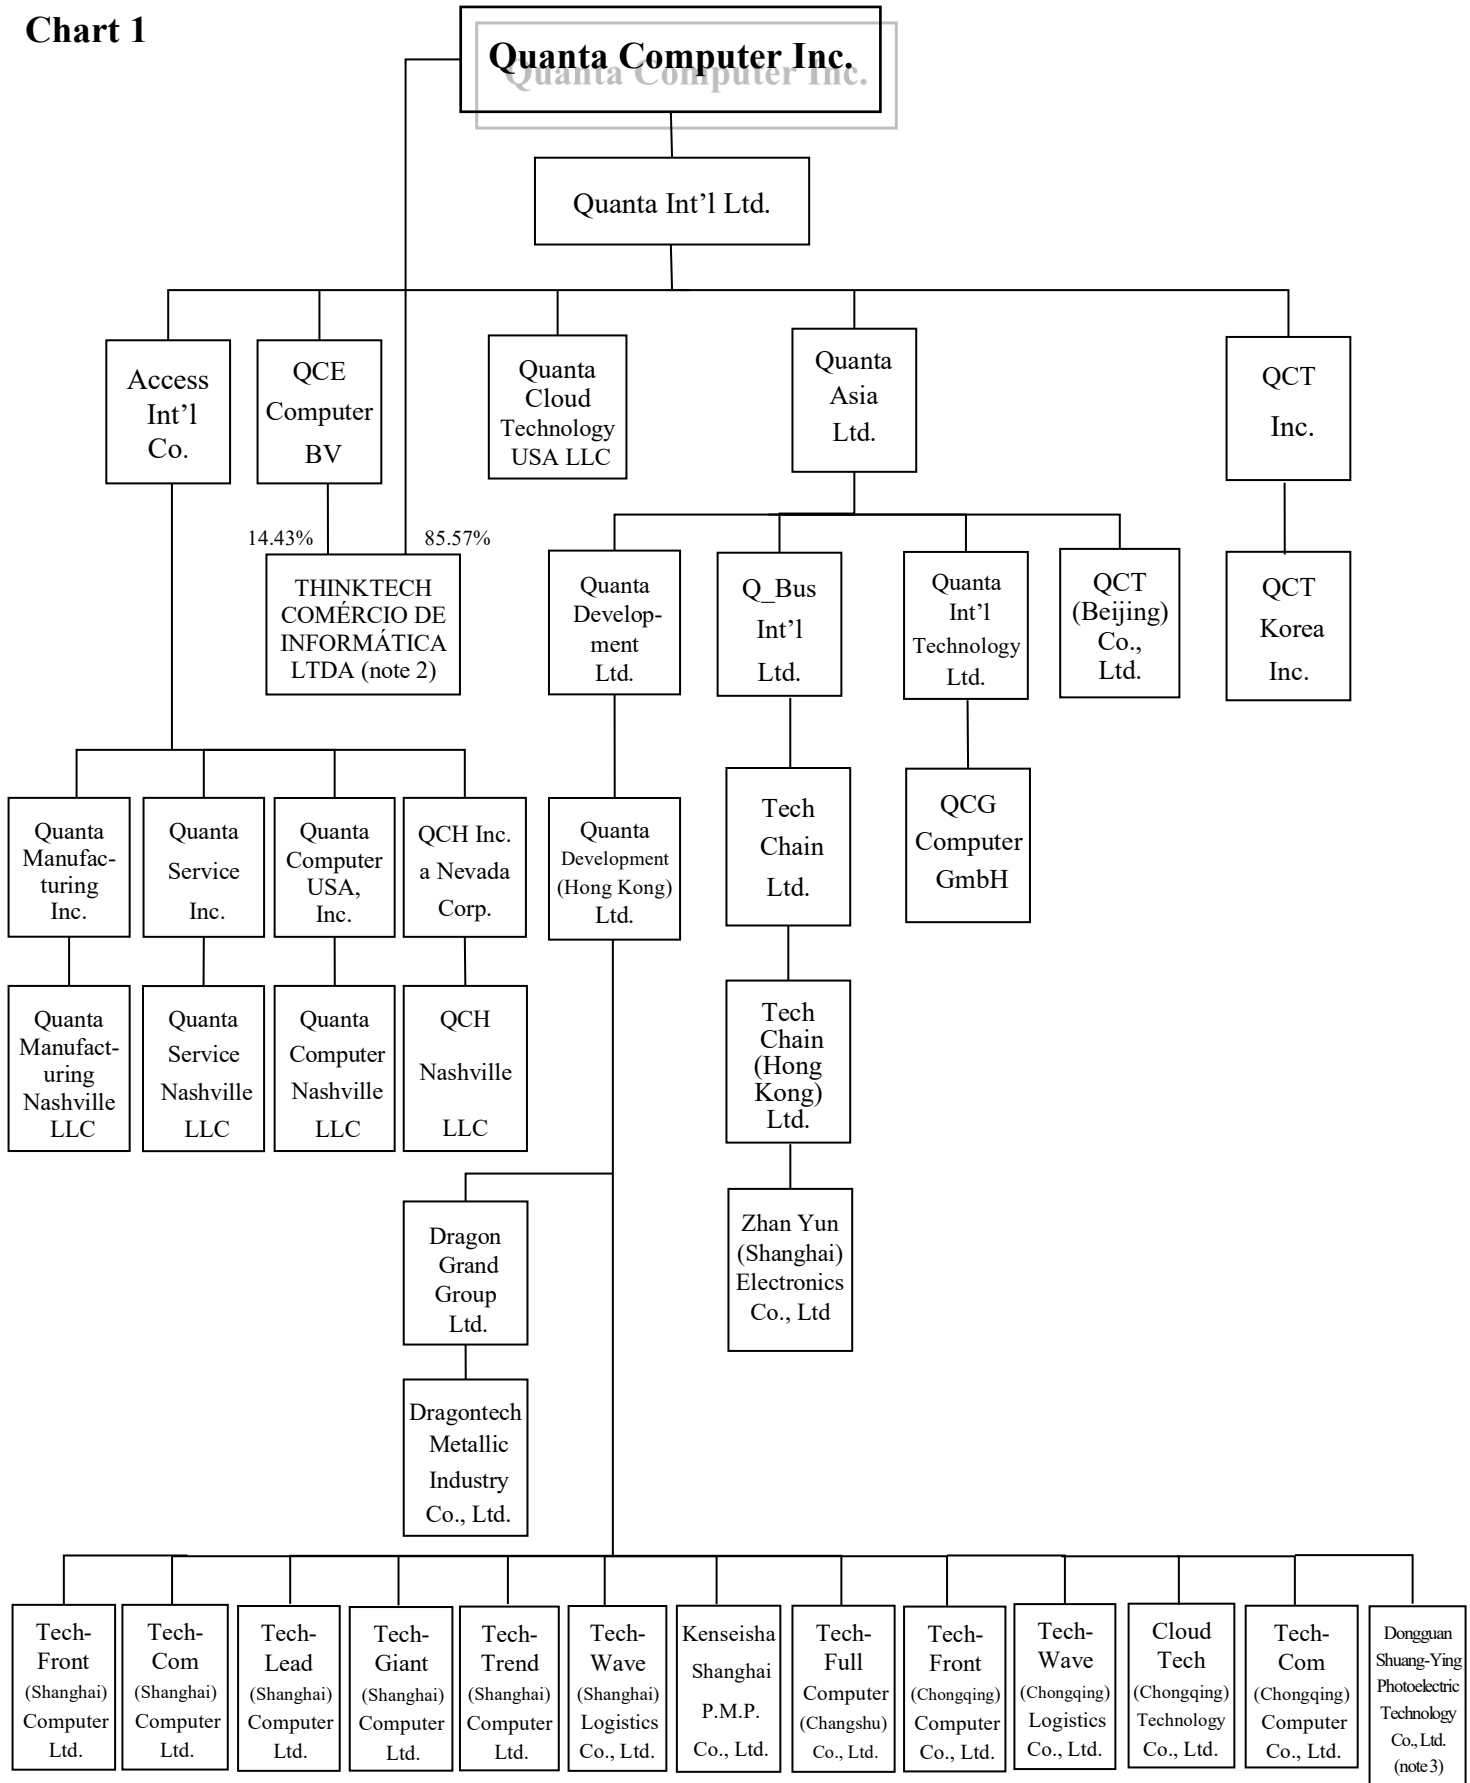 Chart 1
Quanta Computer Inc.
Quanta Int’l Ltd.
Access
Int’l
Co.
QCE
Computer
BV
Quanta
Cloud
Technology
USA LLC
Quanta
Asia
Ltd.
QCT
Inc.
14.43%
85.57%
THINKTECH
COMÉRCIO DE
INFORMÁTICA
LTDA (note 2)
Quanta
Develop-
ment
Ltd.
Q_Bus
Int’l
Ltd.
Quanta
Int’l
Technology
Ltd.
QCT
(Beijing)
Co.,
Ltd.
QCT
Korea
Inc.
Quanta
Manufac-
turing
Inc.
Quanta
Service
Inc.
Quanta
Computer
USA,
Inc.
QCH Inc.
a Nevada
Corp.
Quanta
Development
(Hong Kong)
Ltd.
Tech
Chain
Ltd.
QCG
Computer
GmbH
Quanta
Manufact-
uring
Nashville
LLC
Quanta
Service
Nashville
LLC
Quanta
Computer
Nashville
LLC
QCH
Nashville
LLC
Tech
Chain
(Hong
Kong)
Ltd.
Dragon
Grand
Group
Ltd.
Zhan Yun
(Shanghai)
Electronics
Co., Ltd
Dragontech
Metallic
Industry
Co., Ltd.
Tech-
Front
(Shanghai)
Computer
Ltd.
Tech-
Com
(Shanghai)
Computer
Ltd.
Tech-
Lead
(Shanghai)
Computer
Ltd.
Tech-
Giant
(Shanghai)
Computer
Ltd.
Tech-
Trend
(Shanghai)
Computer
Ltd.
Tech-
Wave
(Shanghai)
Logistics
Co., Ltd.
Kenseisha
Shanghai
P.M.P.
Co., Ltd.
Tech-
Full
Computer
(Changshu)
Co., Ltd.
Tech-
Front
(Chongqing)
Computer
Co., Ltd.
Tech-
Wave
(Chongqing)
Logistics
Co., Ltd.
Cloud
Tech
(Chongqing)
Technology
Co., Ltd.
Tech-
Com
(Chongqing)
Computer
Co., Ltd.
Dongguan
Shuang-Ying
Photoelectric
Technology
Co., Ltd.
(note 3)